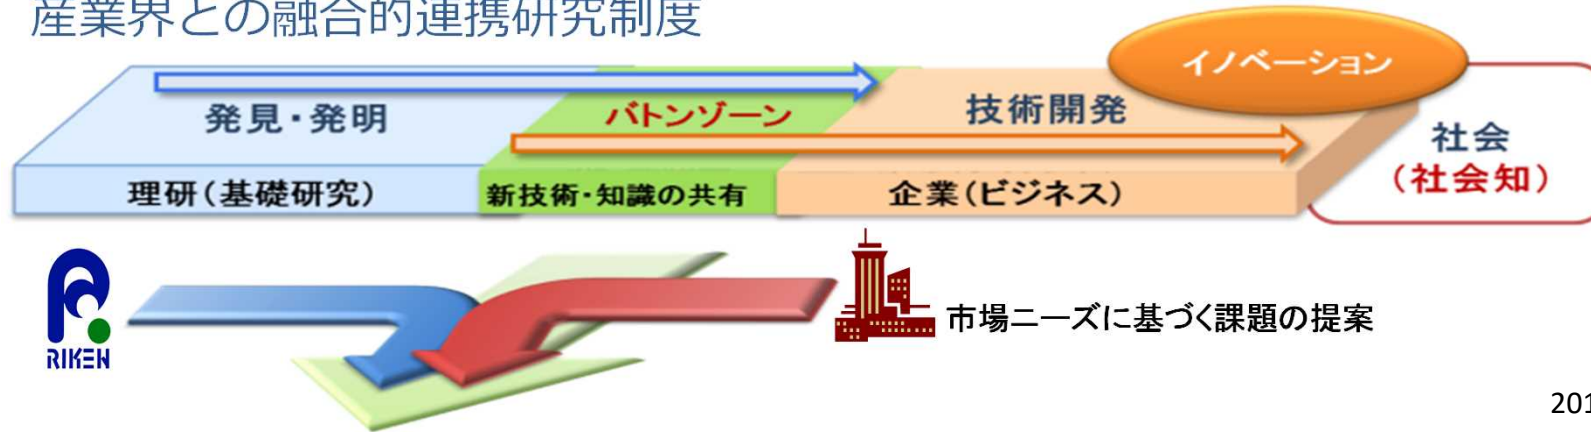 産業界との融合的連携研究制度
イノベーション
発見・発明
バトンゾーン
技術開発
社会
(社会知)
理研(基礎研究)
新技術・知識の共有
企業(ビジネス)
RIKEN
市場ニーズに基づく課題の提案
201